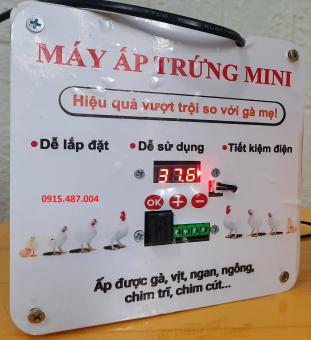 MÁY ẤP TRỨNG MINI
Hiệu quả vượt trội so với gà mẹ!
• Dễ lắp đặt • Dễ sử dụng • Tiết kiệm điện
37.6
0915.487.004
OK + -
Ấp được gà, vịt, ngan, ngỗng,
chim trĩ, chim cút...